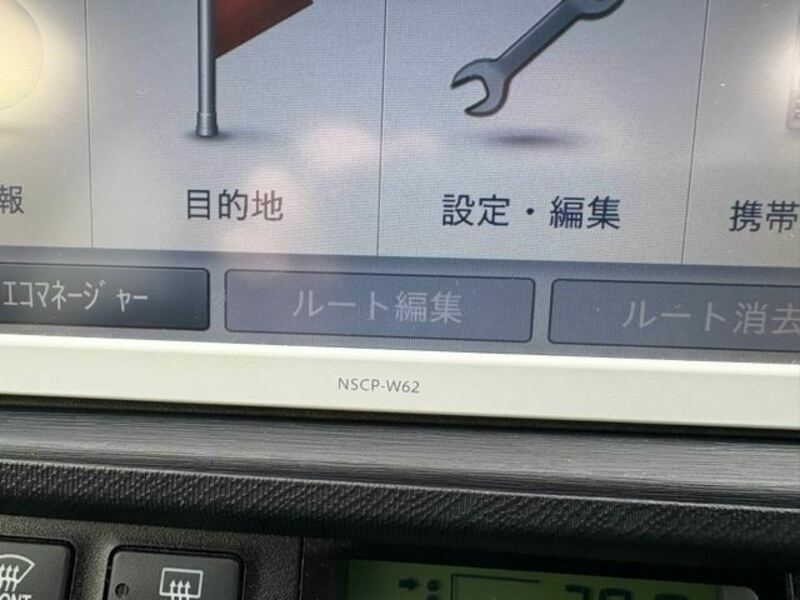 報
目的地
設定・編集
携帯
エコマネージャー
ルート編集
ルート消去
NSCP-W62